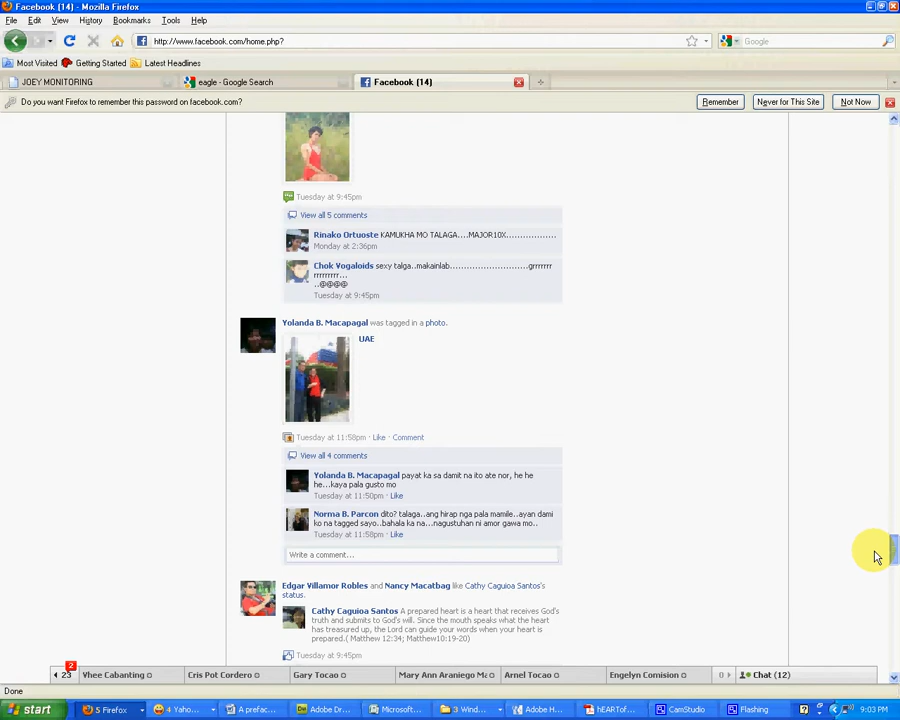 Facebook (14) - Mozilla Firefox
File Edit View History Bookmarks Tools Help
http://www.facebook.com/home.php?
Google
Most Visited Getting Started Latest Headlines
JOEY MONITORING
eagle - Google Search
Facebook (14)
Do you want Firefox to remember this password on facebook.com?
Remember Never for This Site Not Now
Tuesday at 9:45pm
View all 5 comments
Rinako Ortuoste KAMUKHA MO TALAGA....MAJOR10X..................
Monday at 2:36pm
Chok Yogaloids sexy talga..makainlab............................grrrrrrr
rrrrrrrrr...
..@@@@
Tuesday at 9:45pm
Yolanda B. Macapagal was tagged in a photo.
UAE
Tuesday at 11:58pm · Like · Comment
View all 4 comments
Yolanda B. Macapagal payat ka sa damit na ito ate nor, he he
he...kaya pala gusto mo
Tuesday at 11:50pm · Like
Norma B. Parcon dito? talaga..ang hirap nga pala mamile..ayan dami
ko na tagged sayo..bahala ka na...nagustuhan ni amor gawa mo..
Tuesday at 11:58pm · Like
Write a comment...
Edgar Villamor Robles and Nancy Macatbag like Cathy Caguioa Santos's
status.
Cathy Caguioa Santos A prepared heart is a heart that receives God's
truth and submits to God's will. Since the mouth speaks what the heart
has treasured up, the Lord can guide your words when your heart is
prepared.( Matthew 12:34; Matthew10:19-20)
Tuesday at 9:45pm
2
23 Vhee Cabanting Cris Pot Cordero Gary Tocao Mary Ann Araniego Ma Arnel Tocao Engelyn Comision 0 Chat (12)
Done
start 5 Firefox 4 Yaho... A prefac... Adobe Dr... Microsoft... 3 Wind... Adobe H... hEARTof... CamStudio Flashing 9:03 PM